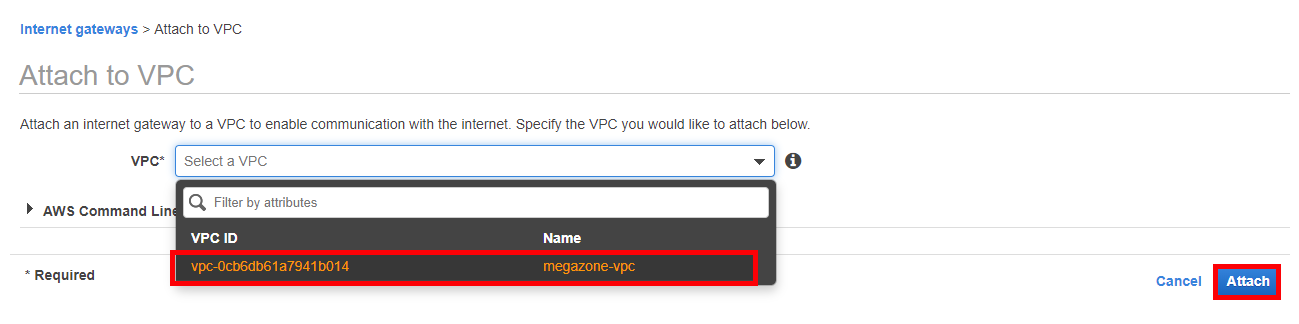 Internet gateways > Attach to VPC
Attach to VPC
Attach an internet gateway to a VPC to enable communication with the internet. Specify the VPC you would like to attach below.
VPC* Select a VPC
Filter by attributes
AWS Command Line
VPC ID Name
vpc-0cb6db61a7941b014 megazone-vpc
* Required
Cancel Attach